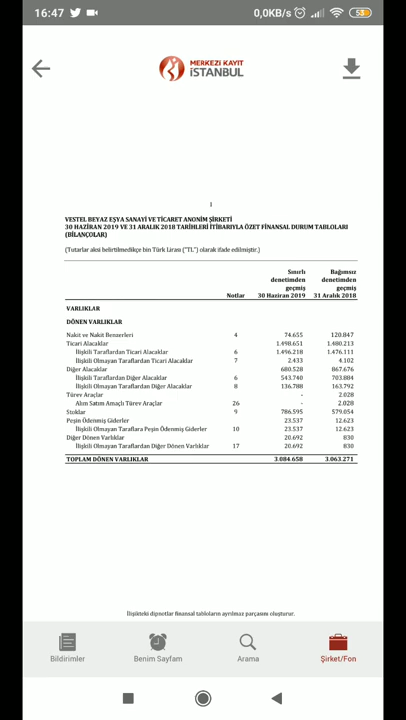 16:47
0,0KB/s
53
MERKEZİ KAYIT
İSTANBUL
1
VESTEL BEYAZ EŞYA SANAYİ VE TİCARET ANONİM ŞİRKETİ
30 HAZİRAN 2019 VE 31 ARALIK 2018 TARİHLERİ İTİBARIYLA ÖZET FİNANSAL DURUM TABLOLARI
(BİLANÇOLAR)
(Tutarlar aksi belirtilmedikçe bin Türk Lirası ("TL") olarak ifade edilmiştir.)
Sınırlı Bağımsız
denetimden denetimden
geçmiş geçmiş
Notlar 30 Haziran 2019 31 Aralık 2018
VARLIKLAR
DÖNEN VARLIKLAR
Nakit ve Nakit Benzerleri 4 74.655 120.847
Ticari Alacaklar 1.498.651 1.480.213
İlişkili Taraflardan Ticari Alacaklar 6 1.496.218 1.476.111
İlişkili Olmayan Taraflardan Ticari Alacaklar 7 2.433 4.102
Diğer Alacaklar 680.528 867.676
İlişkili Taraflardan Diğer Alacaklar 6 543.740 703.884
İlişkili Olmayan Taraflardan Diğer Alacaklar 8 136.788 163.792
Türev Araçlar - 2.028
Alım Satım Amaçlı Türev Araçlar 26 - 2.028
Stoklar 9 786.595 579.054
Peşin Ödenmiş Giderler 23.537 12.623
İlişkili Olmayan Taraflara Peşin Ödenmiş Giderler 10 23.537 12.623
Diğer Dönen Varlıklar 20.692 830
İlişkili Olmayan Taraflardan Diğer Dönen Varlıklar 17 20.692 830
TOPLAM DÖNEN VARLIKLAR 3.084.658 3.063.271
İlişikteki dipnotlar finansal tabloların ayrılmaz parçasını oluşturur.
Bildirimler Benim Sayfam Arama Şirket/Fon